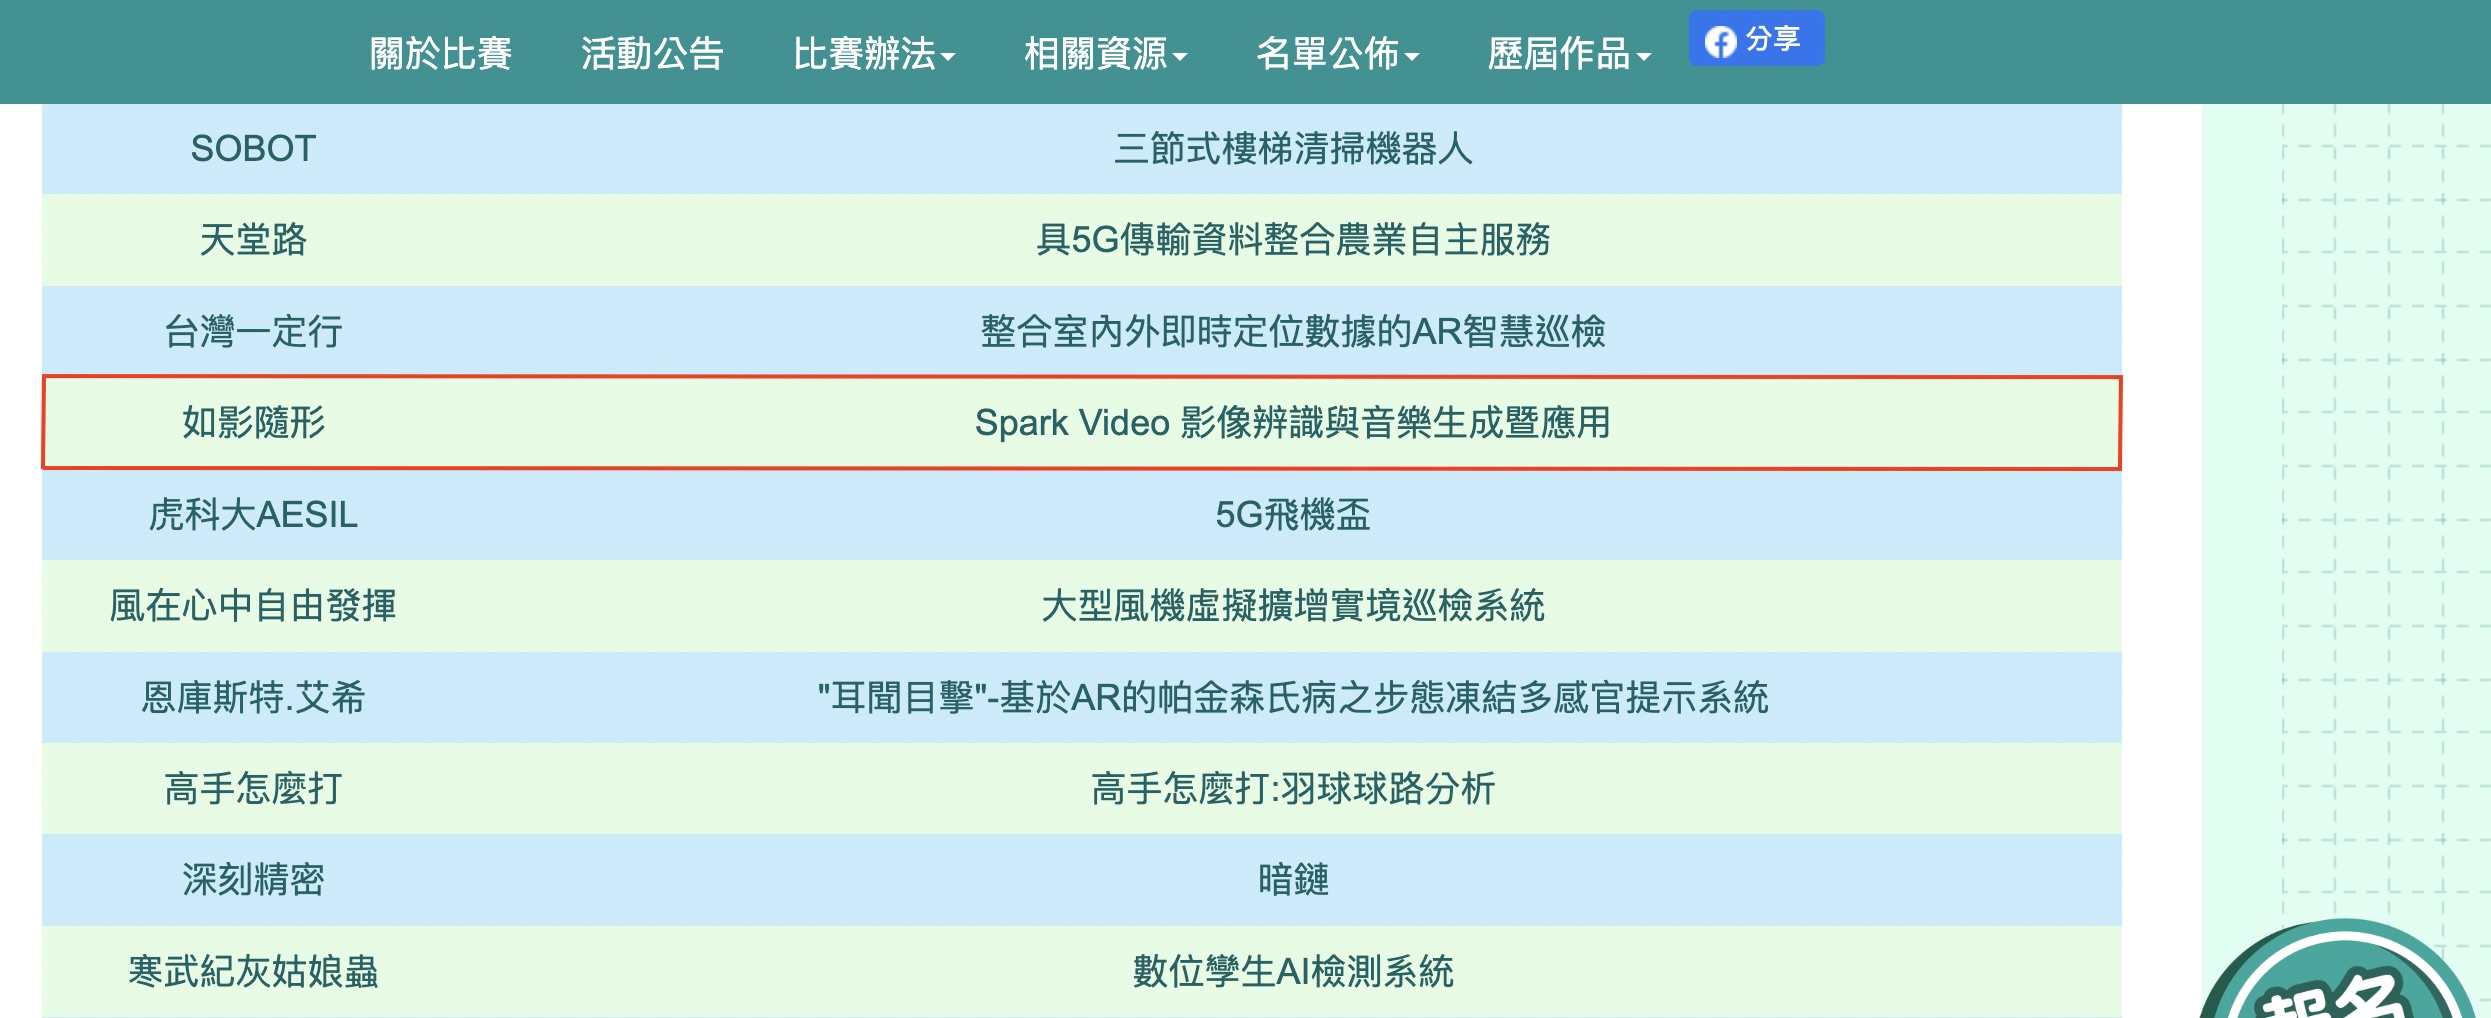 關於比賽 活動公告 比賽辦法 相關資源 名單公佈 歷屆作品 分享
SOBOT 三節式樓梯清掃機器人
天堂路 具5G傳輸資料整合農業自主服務
台灣一定行 整合室內外即時定位數據的AR智慧巡檢
如影隨形 Spark Video 影像辨識與音樂生成暨應用
虎科大AESIL 5G飛機盃
風在心中自由發揮 大型風機虛擬擴增實境巡檢系統
恩庫斯特.艾希 "耳聞目擊"-基於AR的帕金森氏病之步態凍結多感官提示系統
高手怎麼打 高手怎麼打:羽球球路分析
深刻精密 暗鏈
寒武紀灰姑娘蟲 數位孿生AI檢測系統
報名